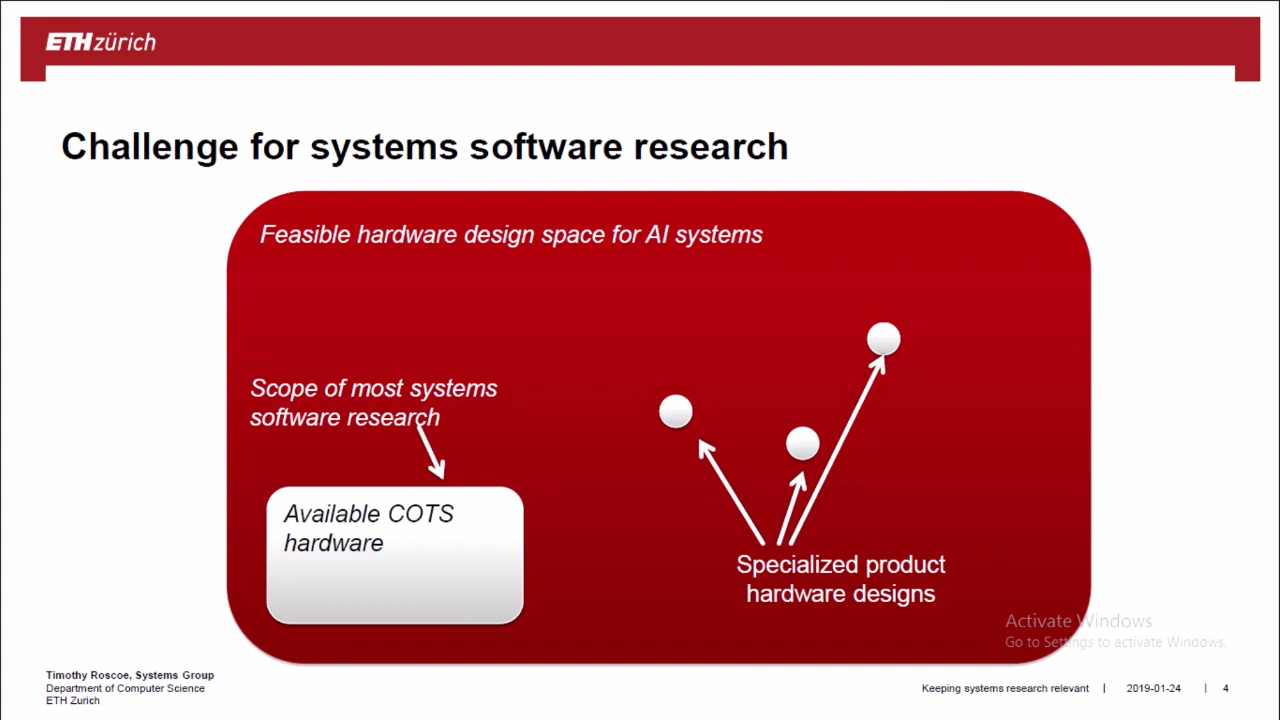 ETH zürich
Challenge for systems software research
Feasible hardware design space for AI systems
Scope of most systems
software research
Available COTS
hardware
Specialized product
hardware designs
Activate Windows
Go to Settings to activate Windows.
Timothy Roscoe, Systems Group
Department of Computer Science
ETH Zurich
Keeping systems research relevant | 2019-01-24 | 4